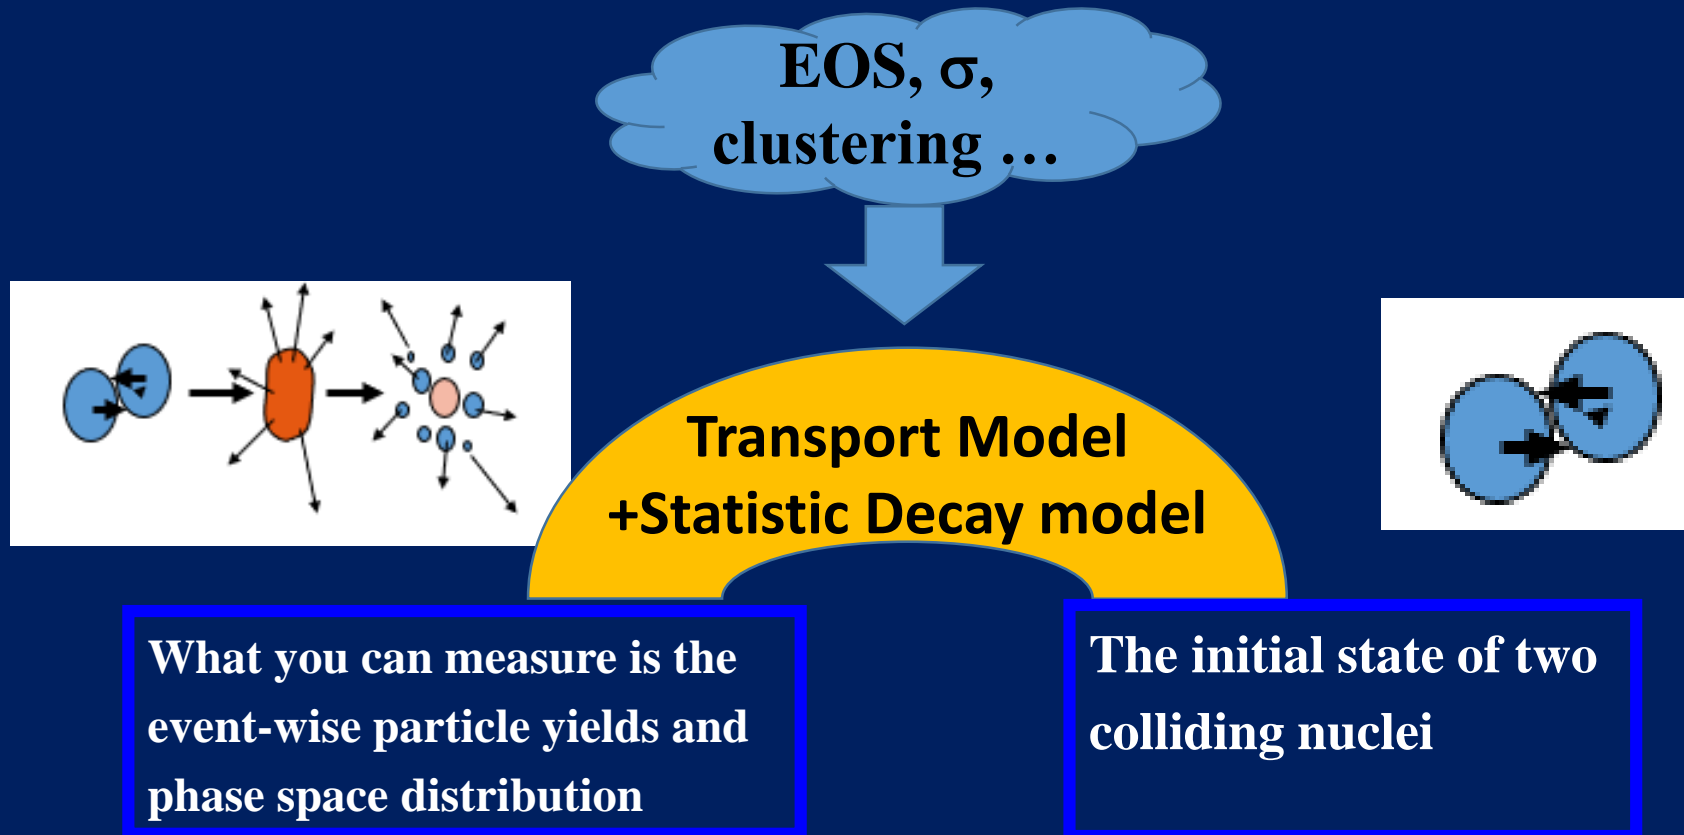 EOS, σ,
clustering …
Transport Model
+Statistic Decay model
What you can measure is the
event-wise particle yields and
phase space distribution
The initial state of two
colliding nuclei